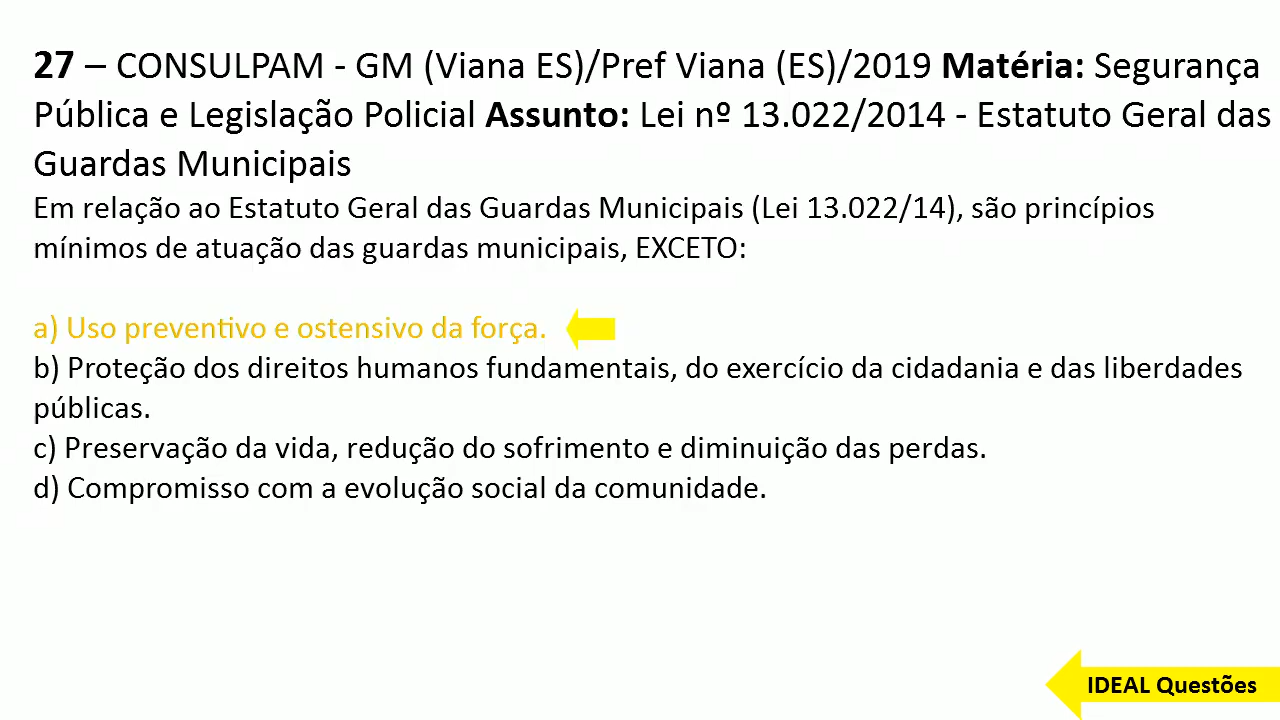 27 – CONSULPAM - GM (Viana ES)/Pref Viana (ES)/2019 Matéria: Segurança
Pública e Legislação Policial Assunto: Lei nº 13.022/2014 - Estatuto Geral das
Guardas Municipais
Em relação ao Estatuto Geral das Guardas Municipais (Lei 13.022/14), são princípios
mínimos de atuação das guardas municipais, EXCETO:
a) Uso preventivo e ostensivo da força.
b) Proteção dos direitos humanos fundamentais, do exercício da cidadania e das liberdades
públicas.
c) Preservação da vida, redução do sofrimento e diminuição das perdas.
d) Compromisso com a evolução social da comunidade.
IDEAL Questões